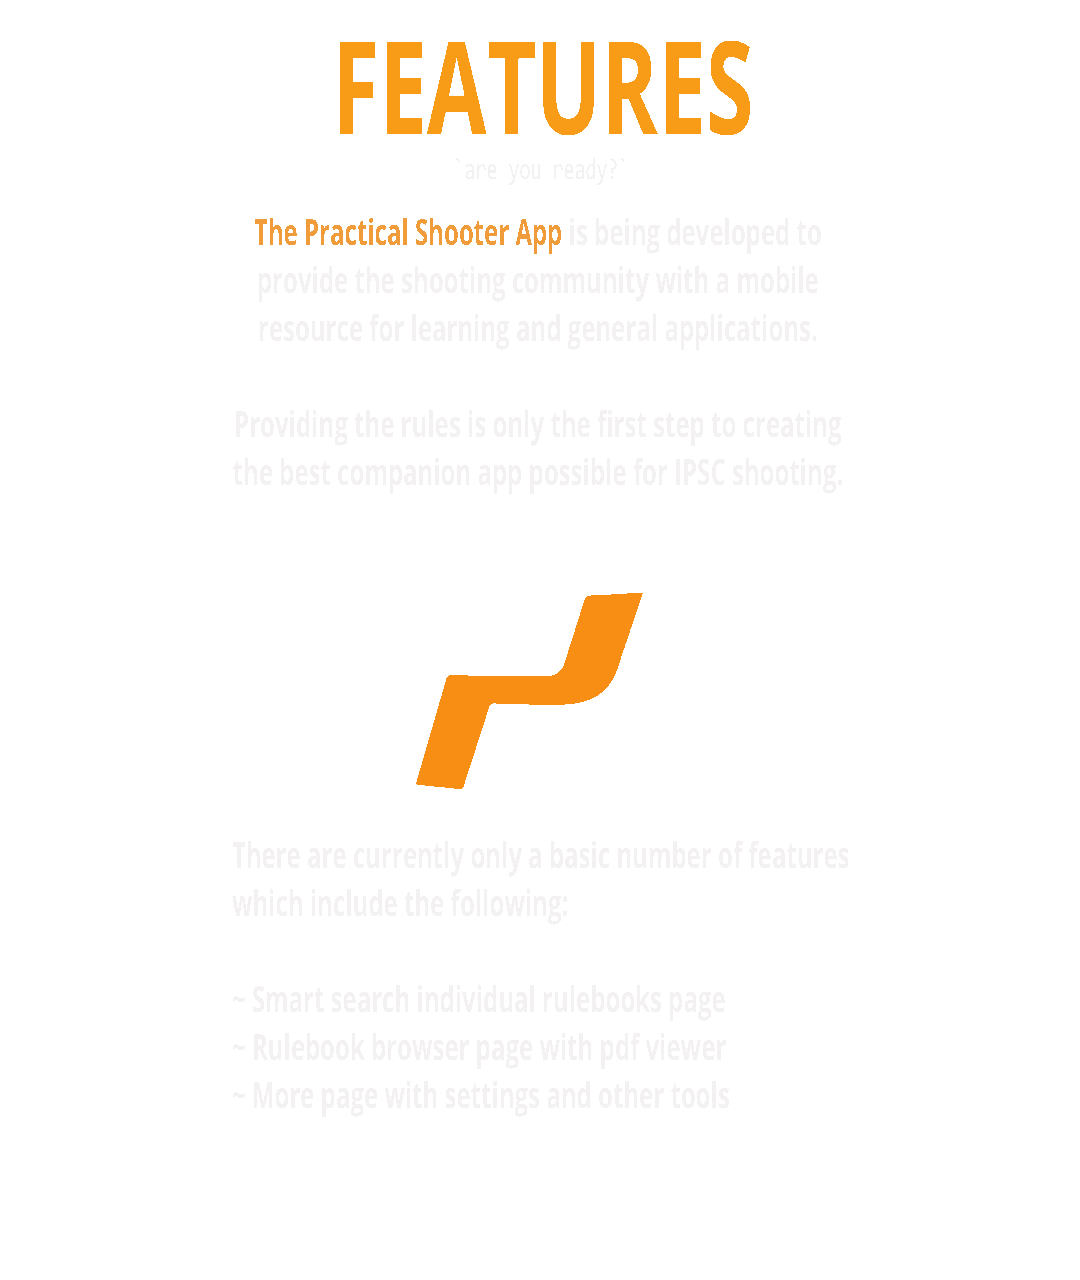 FEATURES
`are you ready?`
The Practical Shooter App is being developed to
provide the shooting community with a mobile
resource for learning and general applications.
Providing the rules is only the first step to creating
the best companion app possible for IPSC shooting.
There are currently only a basic number of features
which include the following:
~ Smart search individual rulebooks page
~ Rulebook browser page with pdf viewer
~ More page with settings and other tools